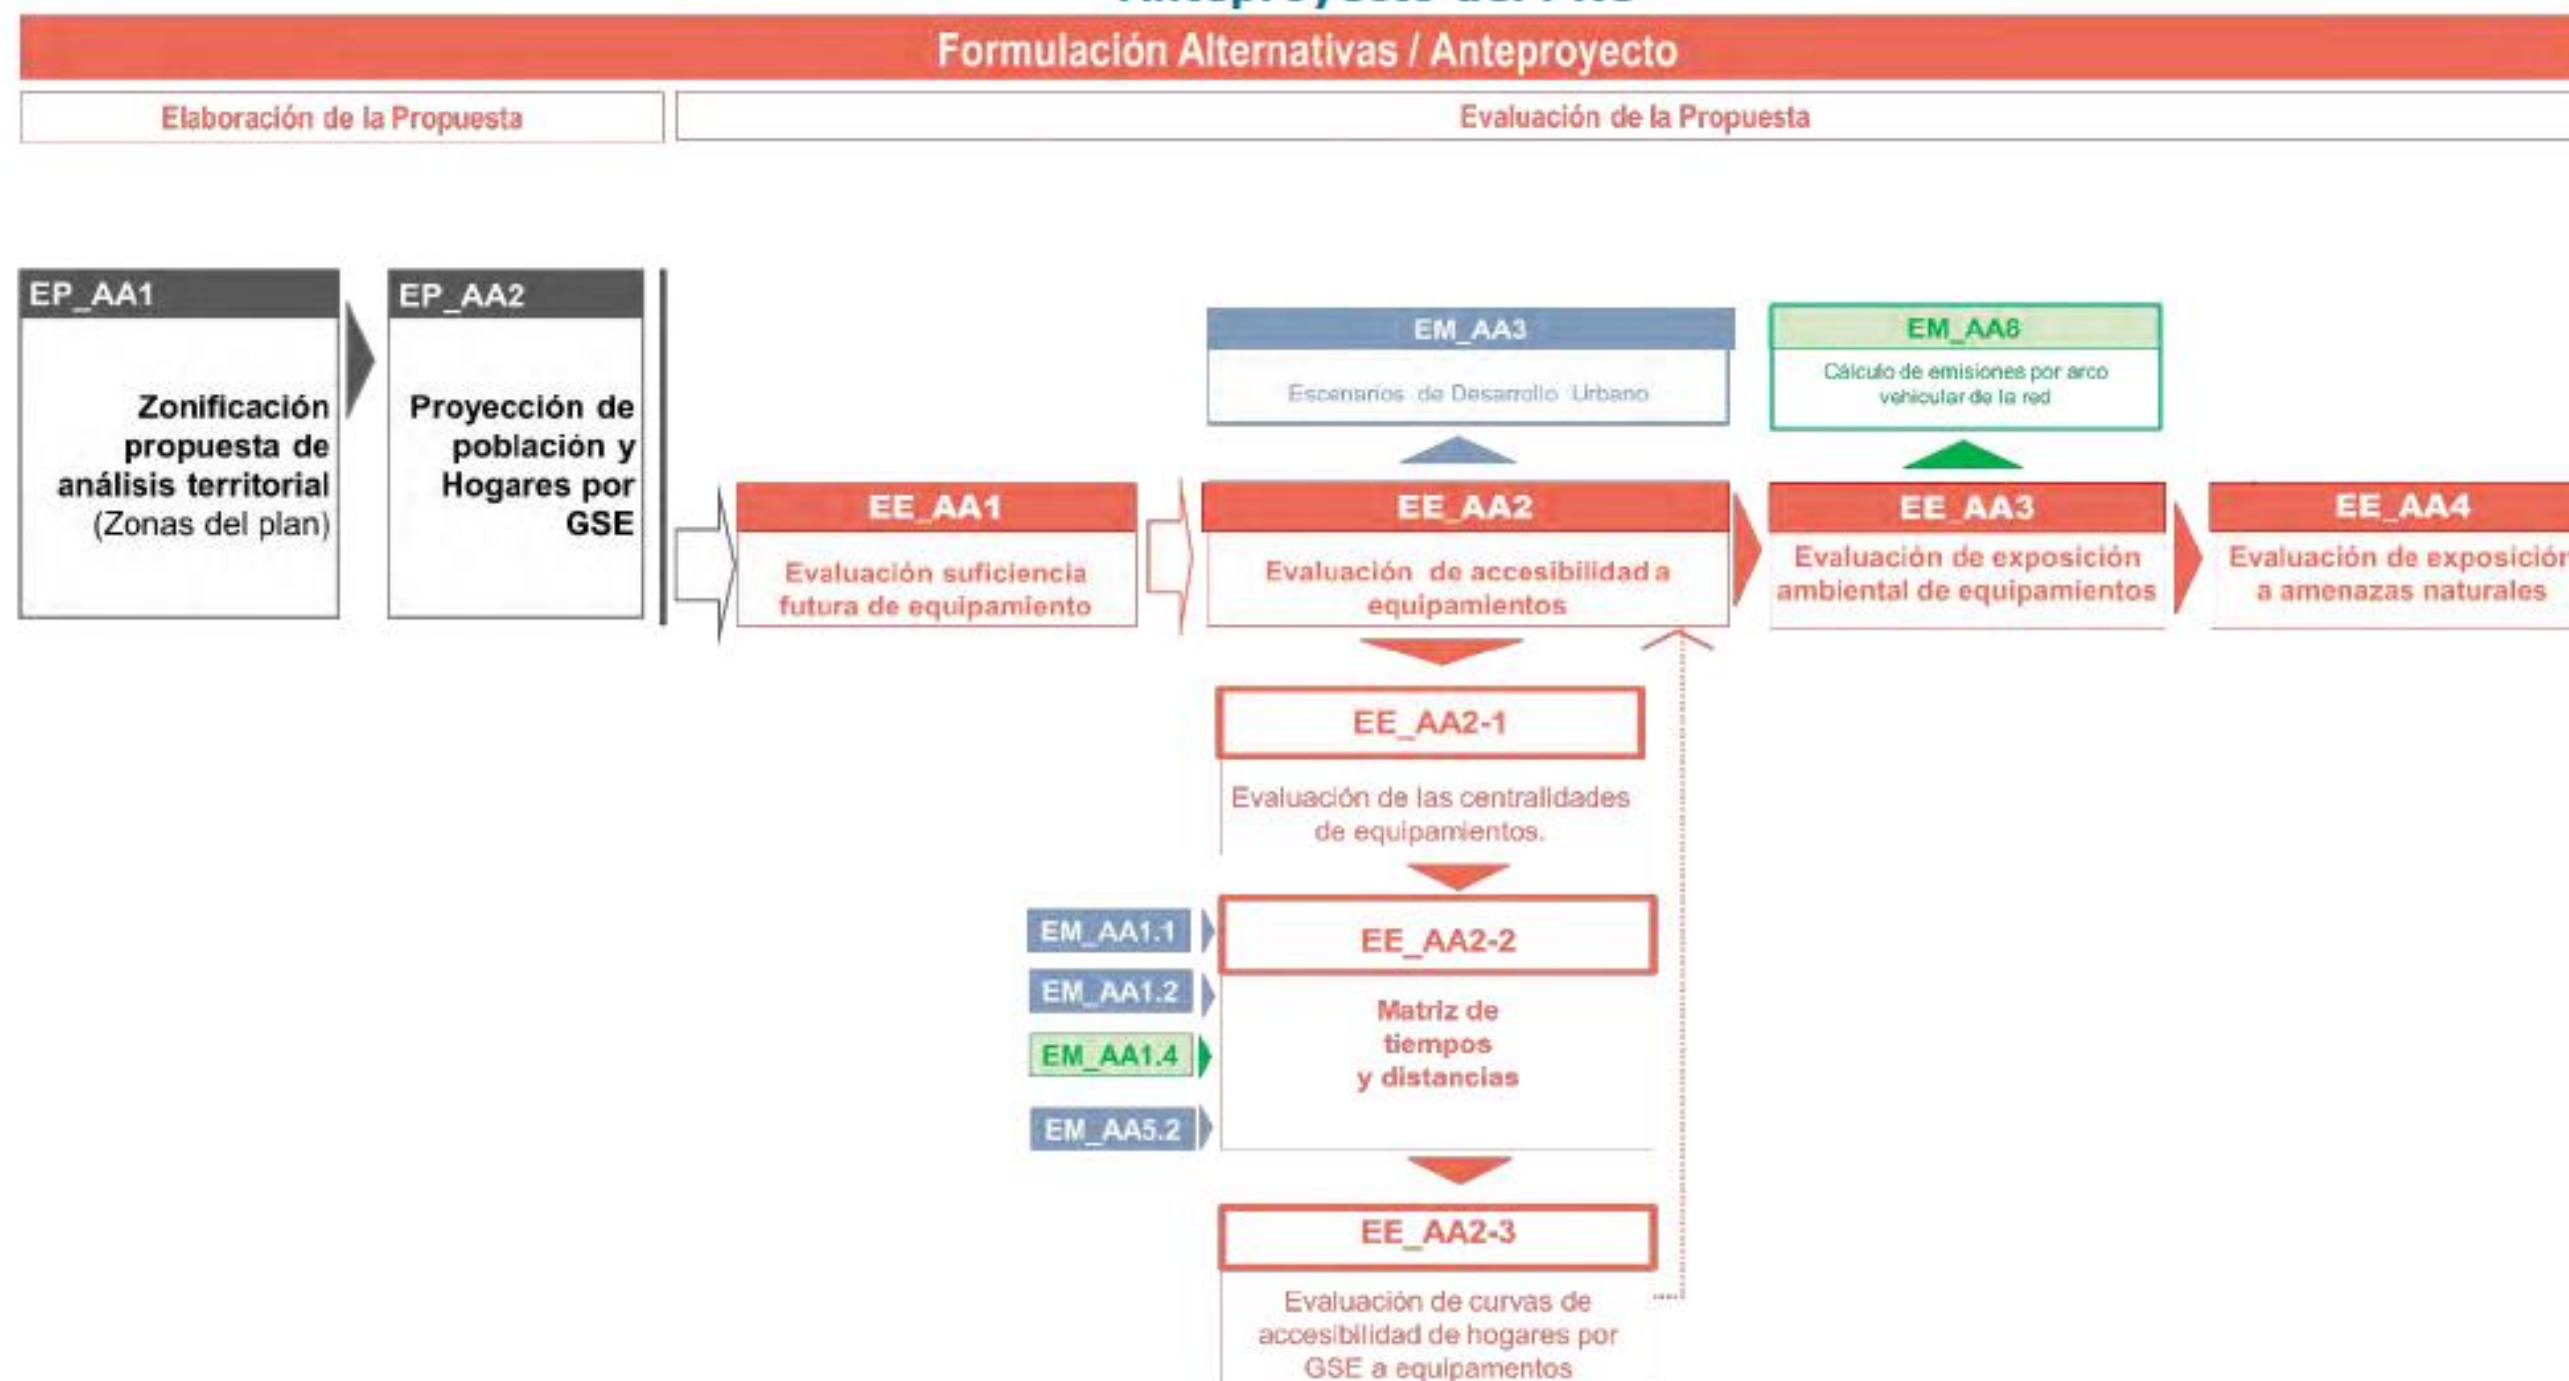 Formulación Alternativas / Anteproyecto
Elaboración de la Propuesta
Evaluación de la Propuesta
EP_AA1
Zonificación
propuesta de
análisis territorial
(Zonas del plan)
EP_AA2
Proyección de
población y
Hogares por
GSE
EE_AA1
Evaluación suficiencia
futura de equipamiento
EM_AA3
Escenarios de Desarrollo Urbano
EE_AA2
Evaluación de accesibilidad a
equipamientos
EM_AA8
Cálculo de emisiones por arco
vehicular de la red
EE_AA3
Evaluación de exposición
ambiental de equipamientos
EE_AA4
Evaluación de exposición
a amenazas naturales
EE_AA2-1
Evaluación de las centralidades
de equipamientos.
EM_AA1.1
EM_AA1.2
EM_AA1.4
EM_AA5.2
EE_AA2-2
Matriz de
tiempos
y distancias
EE_AA2-3
Evaluación de curvas de
accesibilidad de hogares por
GSE a equipamentos